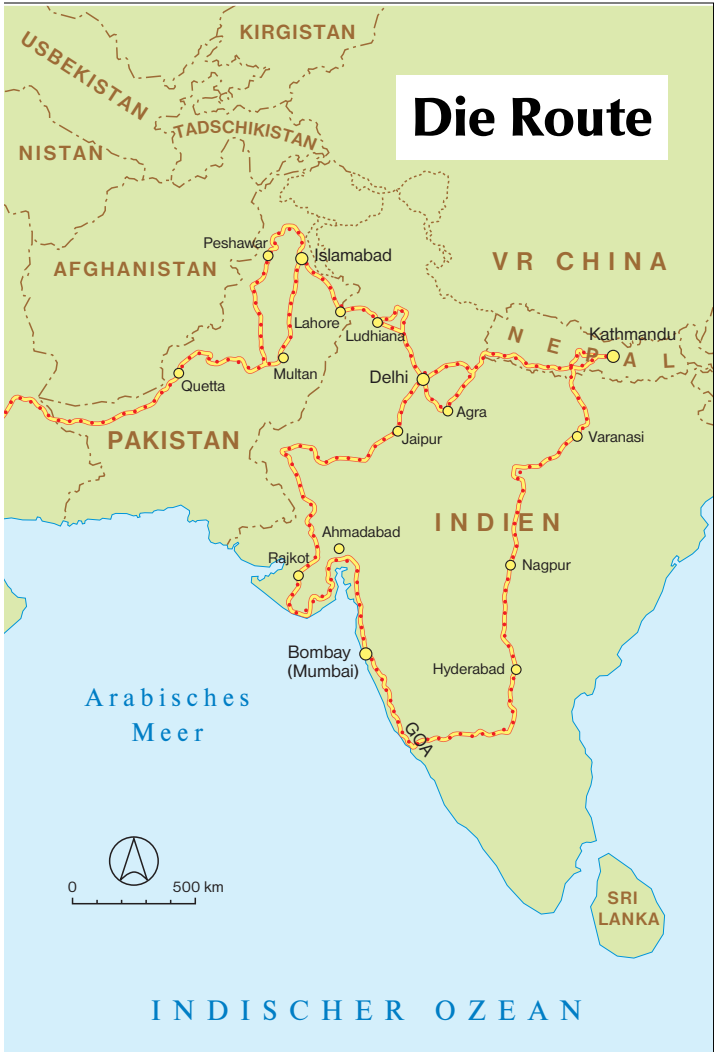 KIRGISTAN
USBEKISTAN
Die Route
TADSCHIKISTAN
NISTAN
Peshawar
Islamabad
AFGHANISTAN
VR CHINA
Lahore
Ludhiana
NEPAL
Kathmandu
Quetta
Multan
Delhi
Agra
PAKISTAN
Jaipur
Varanasi
INDIEN
Ahmadabad
Rajkot
Nagpur
Bombay
(Mumbai)
Hyderabad
Arabisches
Meer
GOA
0 500 km
SRI
LANKA
INDISCHER OZEAN